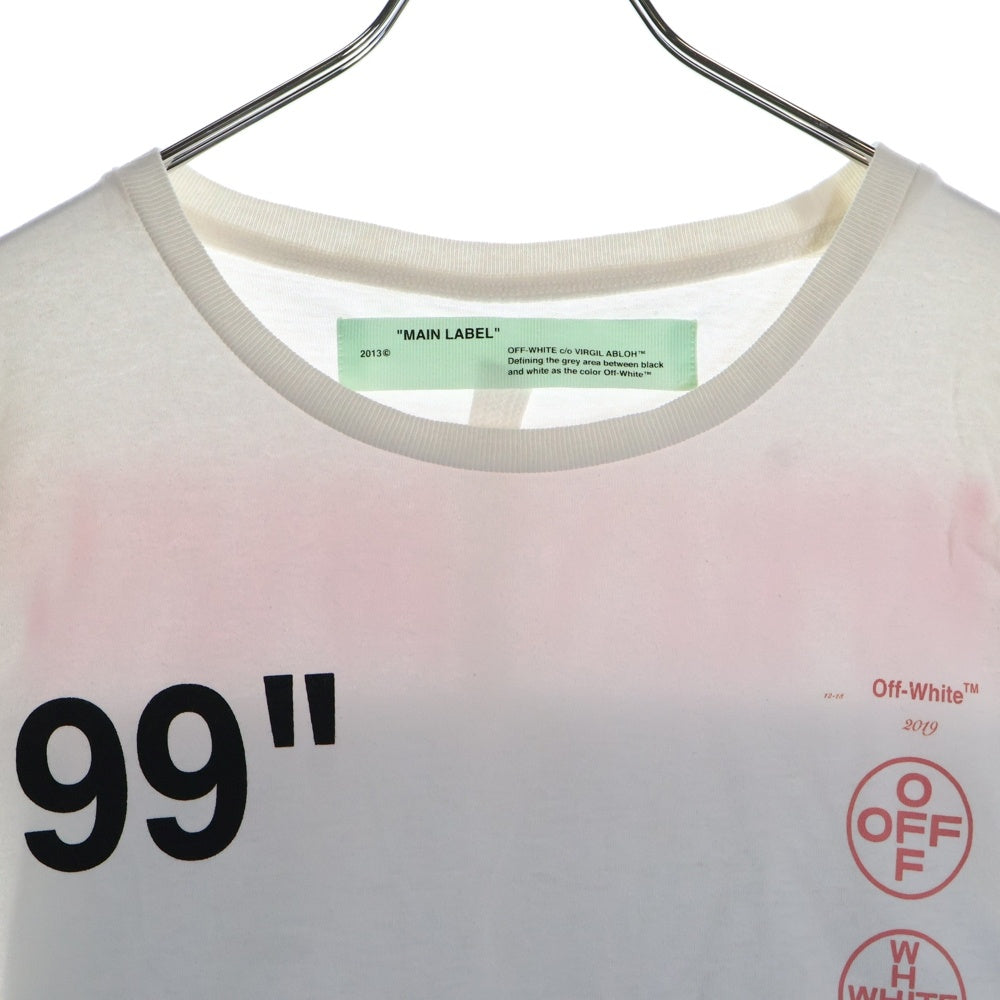 "MAIN LABEL"
2013©
OFF-WHITE c/o VIRGIL ABLOH™
Defining the grey area between black
and white as the color Off-White™
99"
12-18
Off-White™
2019
O
OFF
F
W
H
WHITE